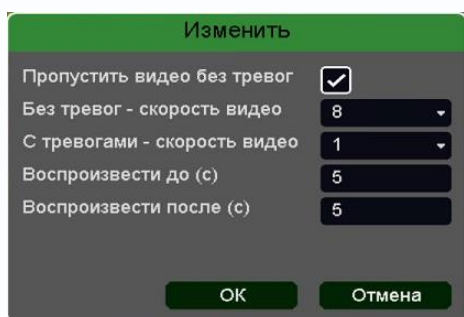 Изменить
Пропустить видео без тревог
Без тревог - скорость видео 8
С тревогами - скорость видео 1
Воспроизвести до (с) 5
Воспроизвести после (с) 5
ОК Отмена